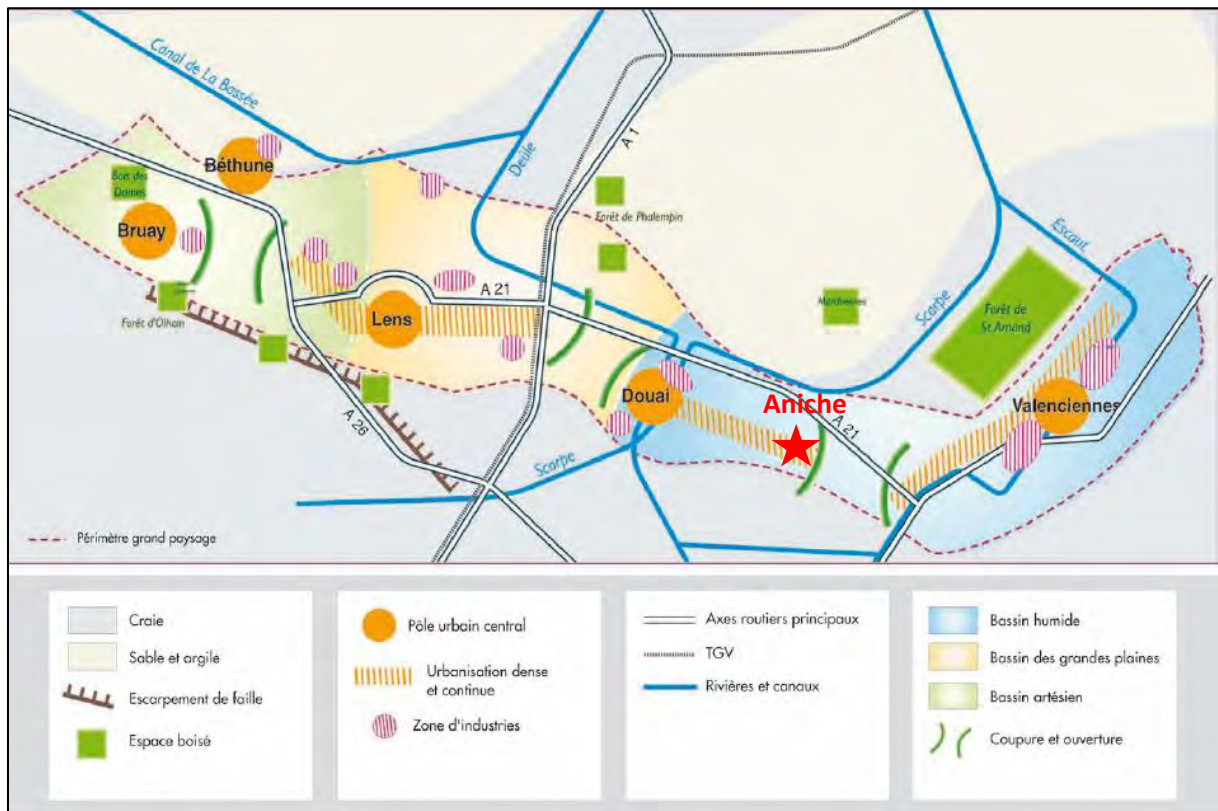 Canal de La Bassée
Béthune
Bois des
Dames
Bruay
Forêt d'Olhain
Lens
A 21
A 26
Deule
A 1
Forêt de Phalempin
Scarpe
Douai
Aniche
A 21
Marchiennes
Scarpe
Escaut
Forêt de
St Amand
Valenciennes
Périmètre grand paysage
Craie
Sable et argile
Escarpement de faille
Espace boisé
Pôle urbain central
Urbanisation dense
et continue
Zone d'industries
Axes routiers principaux
TGV
Rivières et canaux
Bassin humide
Bassin des grandes plaines
Bassin artésien
Coupure et ouverture